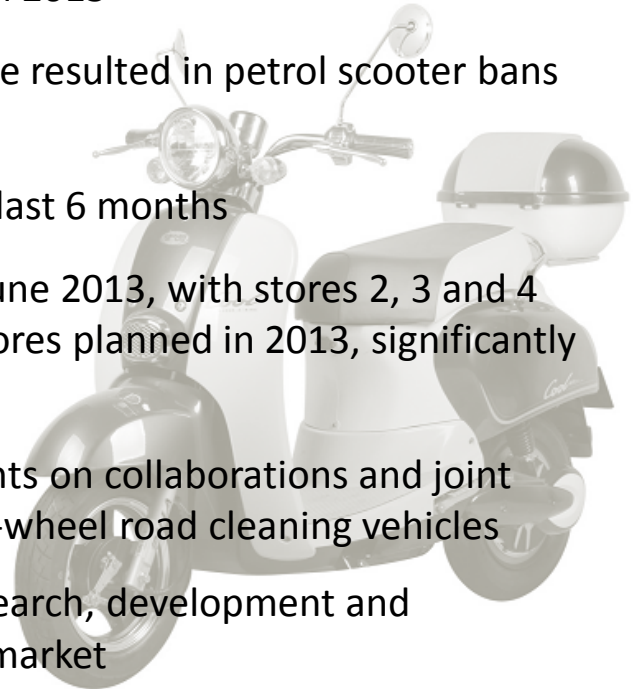 e resulted in petrol scooter bans
last 6 months
une 2013, with stores 2, 3 and 4
ores planned in 2013, significantly
nts on collaborations and joint
-wheel road cleaning vehicles
earch, development and
market
Cool